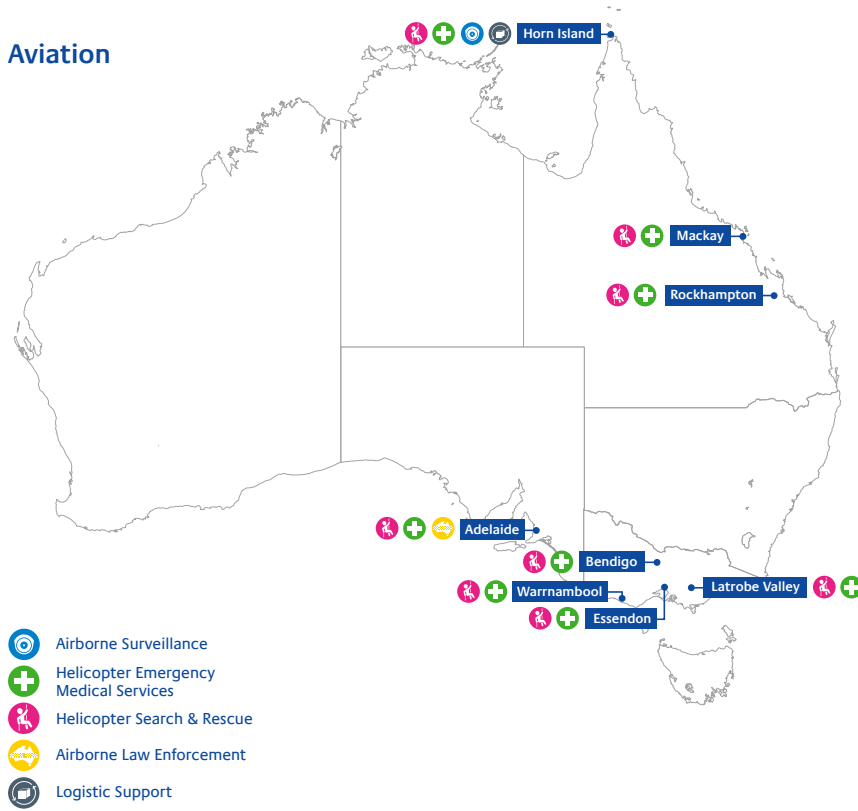 Aviation
Horn Island
Mackay
Rockhampton
Adelaide
Bendigo
Warrnambool
Latrobe Valley
Essendon
Airborne Surveillance
Helicopter Emergency
Medical Services
Helicopter Search & Rescue
Airborne Law Enforcement
Logistic Support